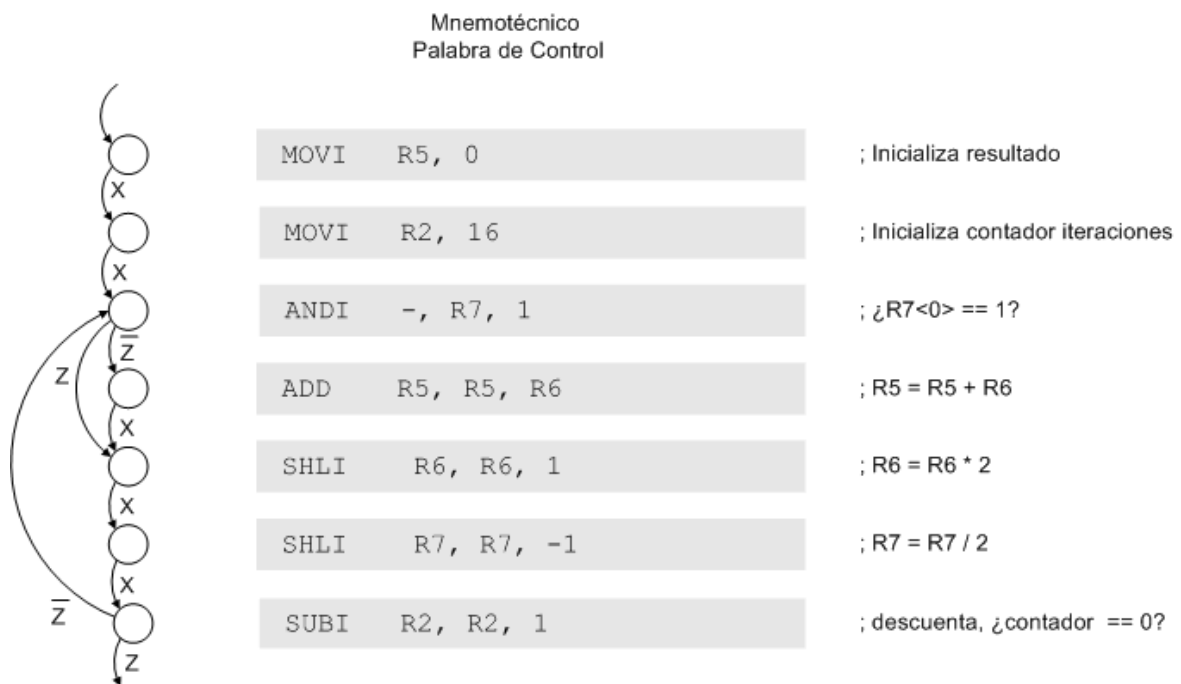 Mnemotécnico
Palabra de Control
MOVI R5, 0 ; Inicializa resultado
X
MOVI R2, 16 ; Inicializa contador iteraciones
X
ANDI -, R7, 1 ; ¿R7<0> == 1?
z̅
z
ADD R5, R5, R6 ; R5 = R5 + R6
X
SHLI R6, R6, 1 ; R6 = R6 * 2
X
SHLI R7, R7, -1 ; R7 = R7 / 2
X
z̅
SUBI R2, R2, 1 ; descuenta, ¿contador == 0?
z